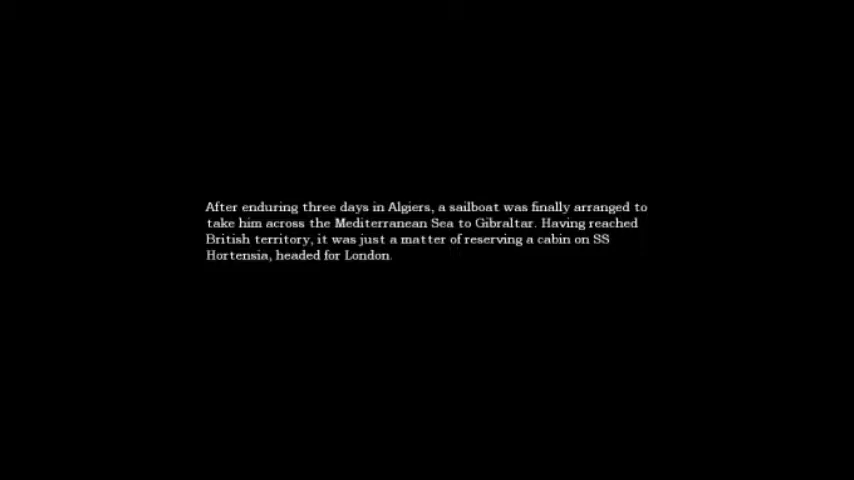 After enduring three days in Algiers, a sailboat was finally arranged to
take him across the Mediterranean Sea to Gibraltar. Having reached
British territory, it was just a matter of reserving a cabin on SS
Hortensia, headed for London.